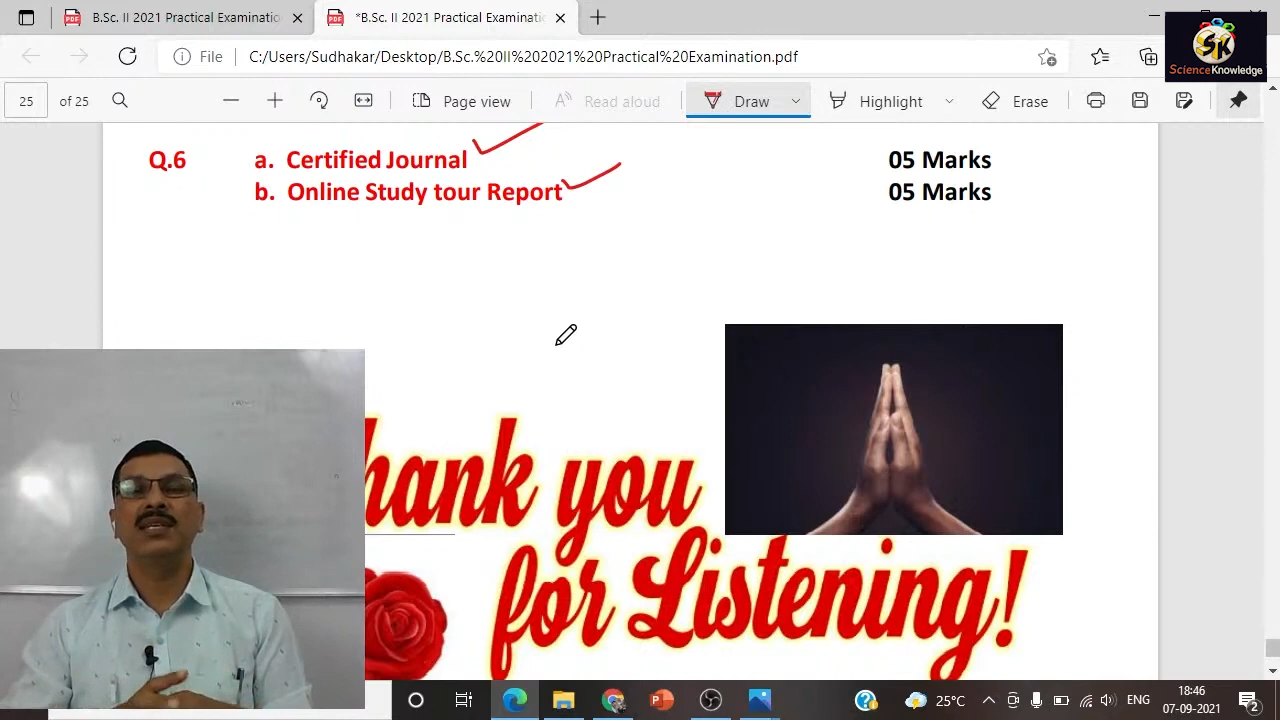 B.Sc. II 2021 Practical Examinatio
*B.Sc. II 2021 Practical Examinati
SK
Science Knowledge
File
C:/Users/Sudhakar/Desktop/B.Sc.%20II%202021%20Practical%20Examination.pdf
25 of 25
Page view
Read aloud
Draw
Highlight
Erase
Q.6 a. Certified Journal 05 Marks
b. Online Study tour Report 05 Marks
hank you
for Listening!
25°C
ENG
18:46
07-09-2021
2